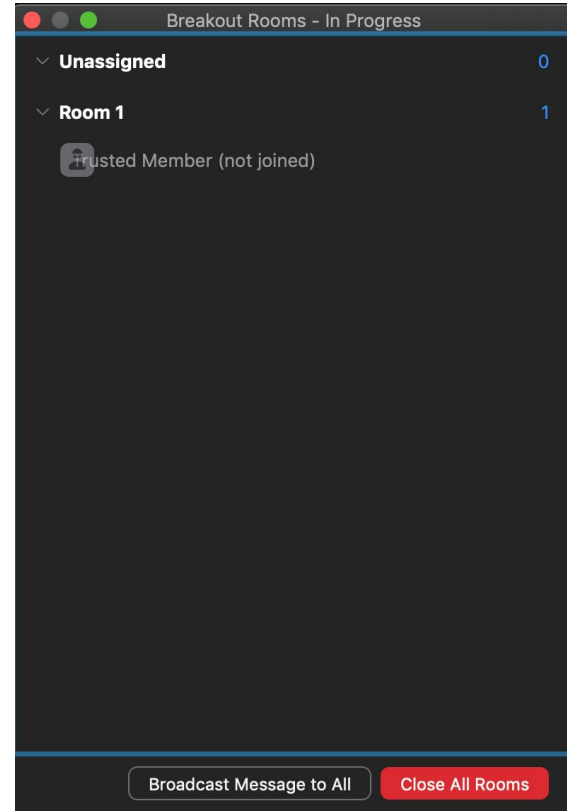 Breakout Rooms - In Progress
Unassigned 0
Room 1 1
Trusted Member (not joined)
Broadcast Message to All Close All Rooms